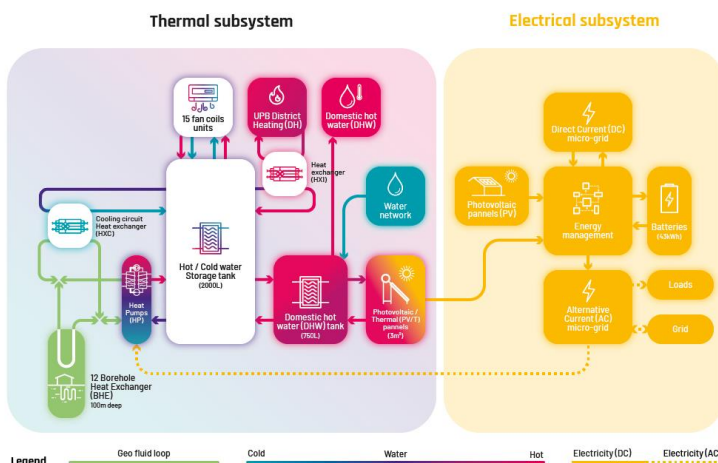 Thermal subsystem
Electrical subsystem
15 fan coils
units
UPB District
Heating (DH)
Domestic hot
water (DHW)
Heat
exchanger
(HXI)
Cooling circuit
Heat exchanger
(HXC)
Water
network
Hot / Cold water
Storage tank
(2000L)
Heat
Pumps
(HP)
Domestic hot
water (DHW) tank
(750L)
Photovoltaic /
Thermal (PV/T)
pannels
(3m²)
12 Borehole
Heat Exchanger
(BHE)
100m deep
Direct Current (DC)
micro-grid
Photovoltaic
pannels (PV)
Energy
management
Batteries
(43kWh)
Alternative
Current (AC)
micro-grid
Loads
Grid
Legend
Geo fluid loop
Cold
Water
Hot
Electricity (DC)
Electricity (AC